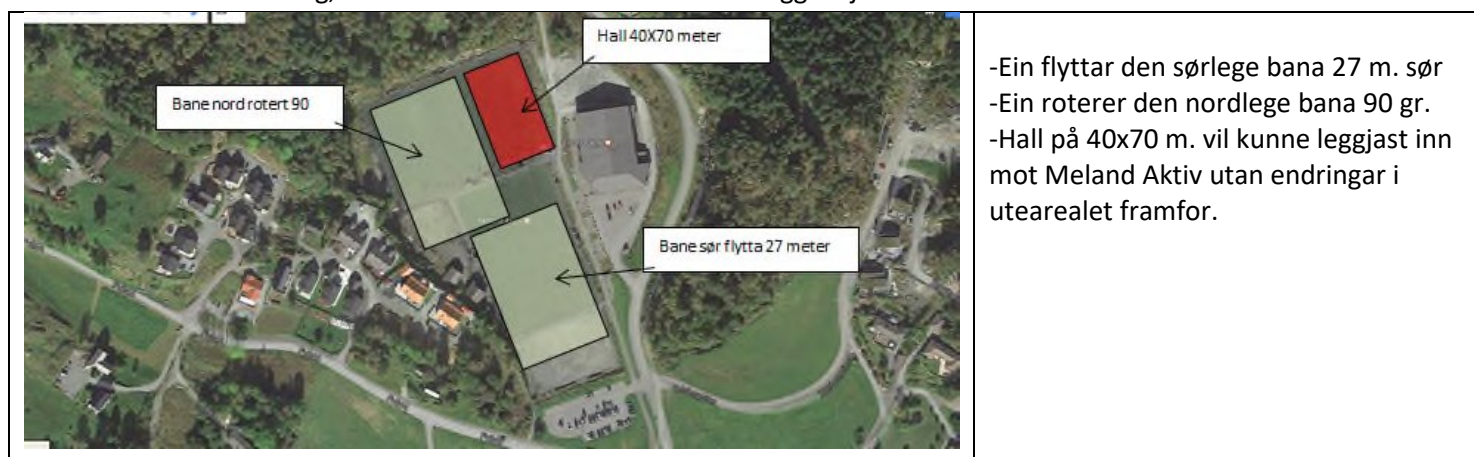 Hall 40X70 meter
Bane nord rotert 90
Bane sør flytta 27 meter
-Ein flyttar den sørlege bana 27 m. sør
-Ein roterer den nordlege bana 90 gr.
-Hall på 40x70 m. vil kunne leggjast inn
mot Meland Aktiv utan endringar i
utearealet framfor.